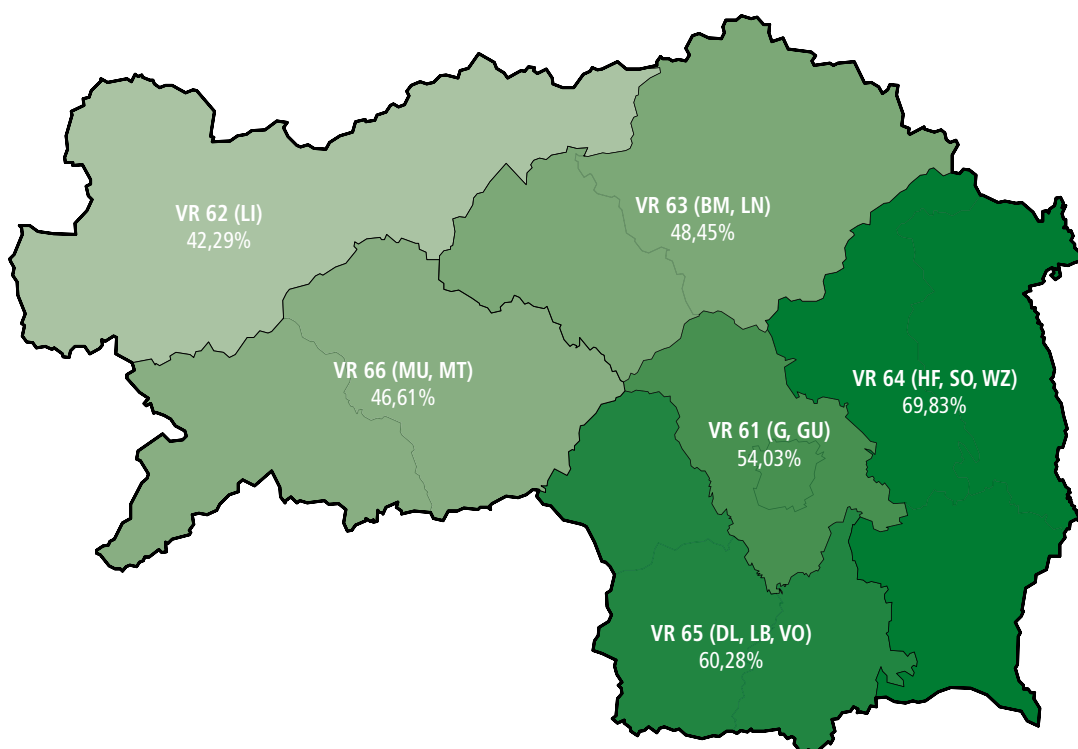 VR 62 (LI)
42,29%
VR 63 (BM, LN)
48,45%
VR 66 (MU, MT)
46,61%
VR 64 (HF, SO, WZ)
69,83%
VR 61 (G, GU)
54,03%
VR 65 (DL, LB, VO)
60,28%